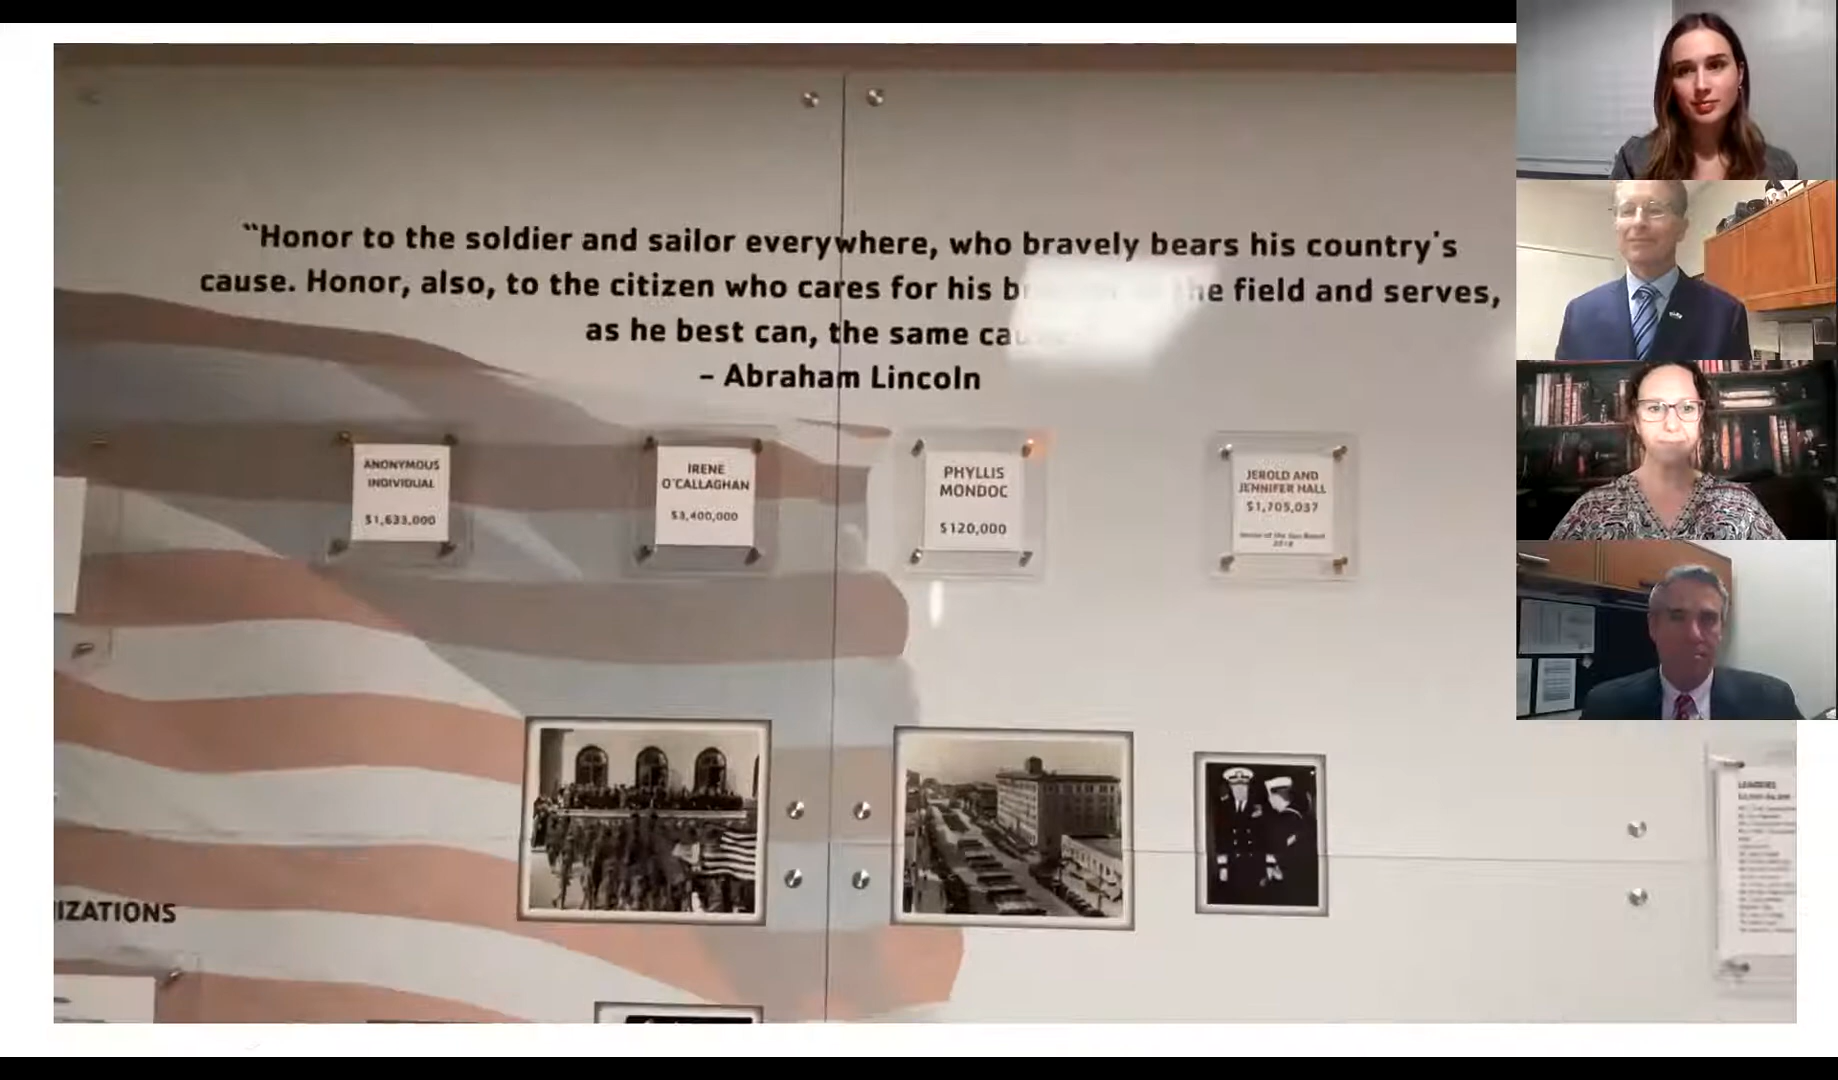 “Honor to the soldier and sailor everywhere, who bravely bears his country's
cause. Honor, also, to the citizen who cares for his he field and serves,
as he best can, the same
– Abraham Lincoln
ANONYMOUS
INDIVIDUAL
$1,633,000
IRENE
O'CALLAGHAN
$3,400,000
PHYLLIS
MONDOC
$120,000
JEROLD AND
JENNIFER HALL
$1,705,037
2018
LEADERS
IZATIONS